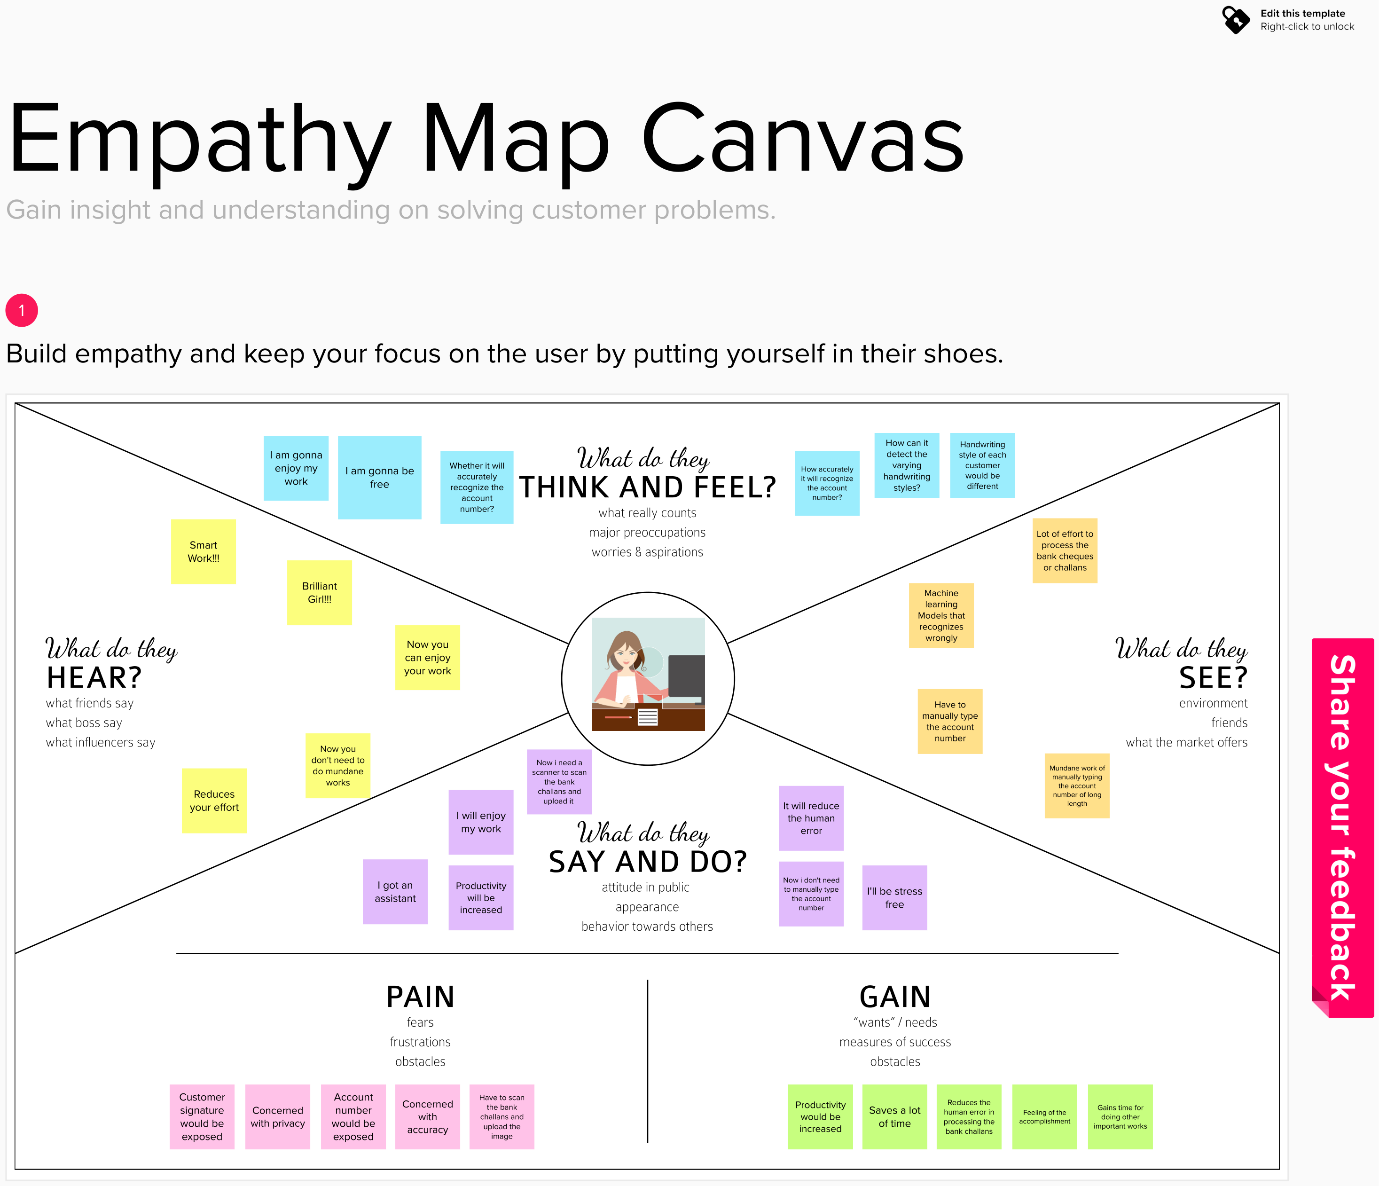 Edit this template
Right-click to unlock
Empathy Map Canvas
Gain insight and understanding on solving customer problems.
1
Build empathy and keep your focus on the user by putting yourself in their shoes.
I am gonna
enjoy my
work
I am gonna be
free
Whether it will
accurately
recognize the
account
number?
What do they
THINK AND FEEL?
what really counts
major preoccupations
worries & aspirations
How accurately
it will recognize
the account
number?
How can it
detect the
varying
handwriting
styles?
Handwriting
style of each
customer
would be
different
Smart
Work!!!
Brilliant
Girl!!!
Now you
can enjoy
your work
What do they
HEAR?
what friends say
what boss say
what influencers say
Now you
don't need to
do mundane
works
Reduces
your effort
Lot of effort to
process the
bank cheques
or challans
Machine
learning
Models that
recognizes
wrongly
What do they
SEE?
environment
friends
what the market offers
Have to
manually type
the account
number
Mundane work of
manually typing
the account
number of long
length
Now i need a
scanner to scan
the bank
challans and
upload it
I will enjoy
my work
I got an
assistant
Productivity
will be
increased
What do they
SAY AND DO?
attitude in public
appearance
behavior towards others
It will reduce
the human
error
Now i don't need
to manually type
the account
number
I'll be stress
free
PAIN
fears
frustrations
obstacles
Customer
signature
would be
exposed
Concerned
with privacy
Account
number
would be
exposed
Concerned
with
accuracy
Have to scan
the bank
challans and
upload the
image
GAIN
"wants" / needs
measures of success
obstacles
Productivity
would be
increased
Saves a lot
of time
Reduces the
human error in
processing the
bank challans
Feeling of the
accomplishment
Gains time for
doing other
important works
Share your feedback